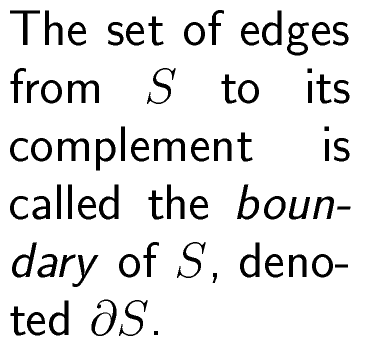 The set of edges
from S to its
complement is
called the boun-
dary of S, deno-
ted ∂S.